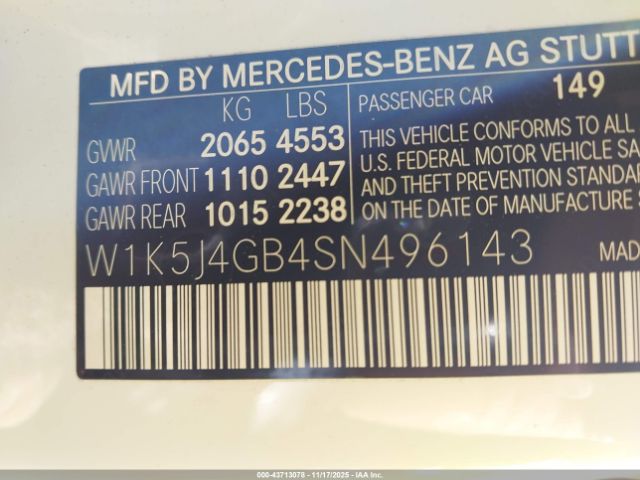 MFD BY MERCEDES-BENZ AG STUTT
KG LBS
PASSENGER CAR 149
GVWR 2065 4553
GAWR FRONT 1110 2447
GAWR REAR 1015 2238
THIS VEHICLE CONFORMS TO ALL
U.S. FEDERAL MOTOR VEHICLE SA
AND THEFT PREVENTION STANDAR
ON THE DATE OF MANUFACTURE S
W1K5J4GB4SN496143
MAD
000-43713078 - 11/17/2025 - IAA Inc.